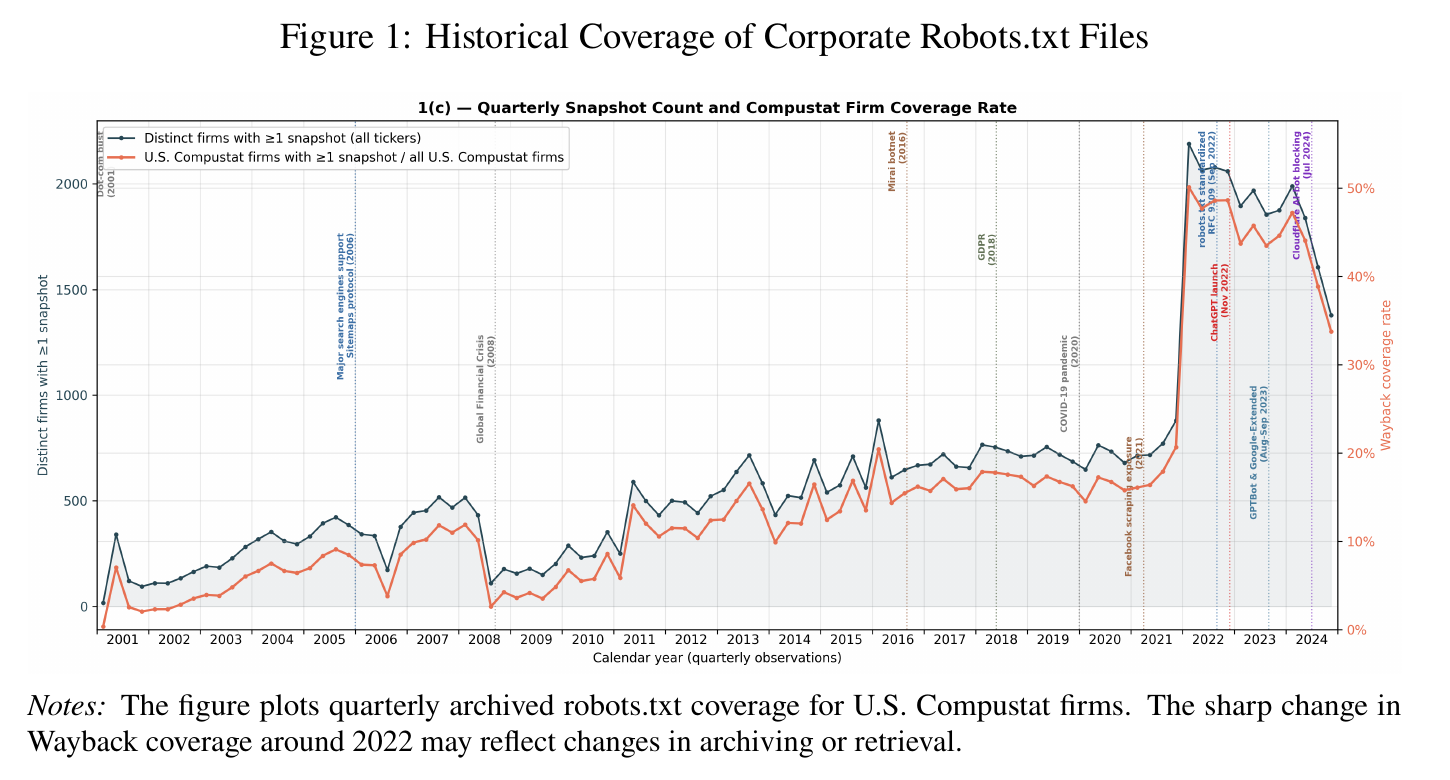 Figure 1: Historical Coverage of Corporate Robots.txt Files
1(c) — Quarterly Snapshot Count and Compustat Firm Coverage Rate
Distinct firms with ≥1 snapshot (all tickers)
U.S. Compustat firms with ≥1 snapshot / all U.S. Compustat firms
Dot-com bust
(2001
Major search engines support
Sitemaps protocol (2006)
Global Financial Crisis
(2008)
Mirai botnet
(2016)
GDPR
(2018)
COVID-19 pandemic
(2020)
Facebook scraping exposure
(2021)
robots.txt standardized
RFC 9309 (Sep 2022)
ChatGPT launch
(Nov 2022)
GPTBot & Google-Extended
(Aug-Sep 2023)
Cloudflare AI bot blocking
(Jul 2024)
Distinct firms with ≥1 snapshot
2000
1500
1000
500
0
50%
40%
30%
20%
10%
0%
Wayback coverage rate
2001 2002 2003 2004 2005 2006 2007 2008 2009 2010 2011 2012 2013 2014 2015 2016 2017 2018 2019 2020 2021 2022 2023 2024
Calendar year (quarterly observations)
Notes: The figure plots quarterly archived robots.txt coverage for U.S. Compustat firms. The sharp change in
Wayback coverage around 2022 may reflect changes in archiving or retrieval.